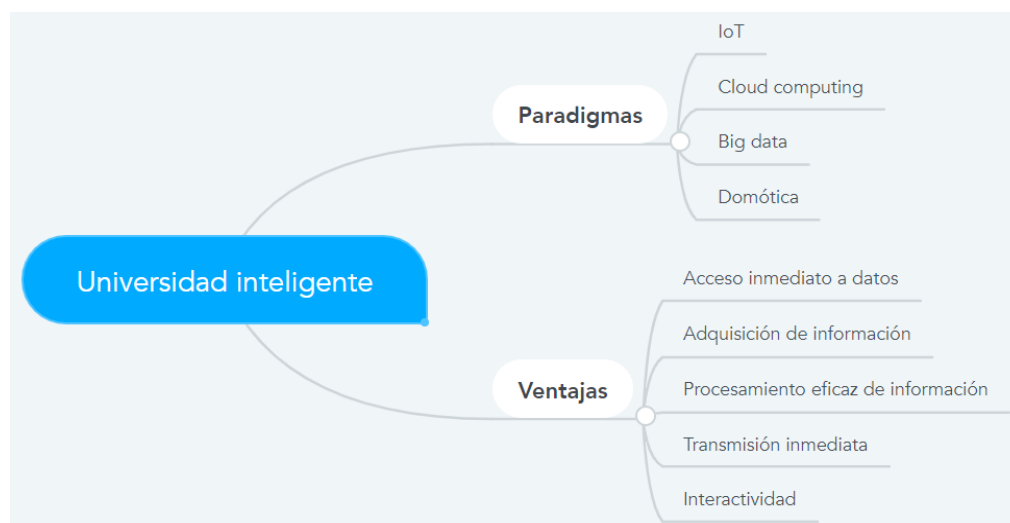 Universidad inteligente
Paradigmas
IoT
Cloud computing
Big data
Domótica
Ventajas
Acceso inmediato a datos
Adquisición de información
Procesamiento eficaz de información
Transmisión inmediata
Interactividad